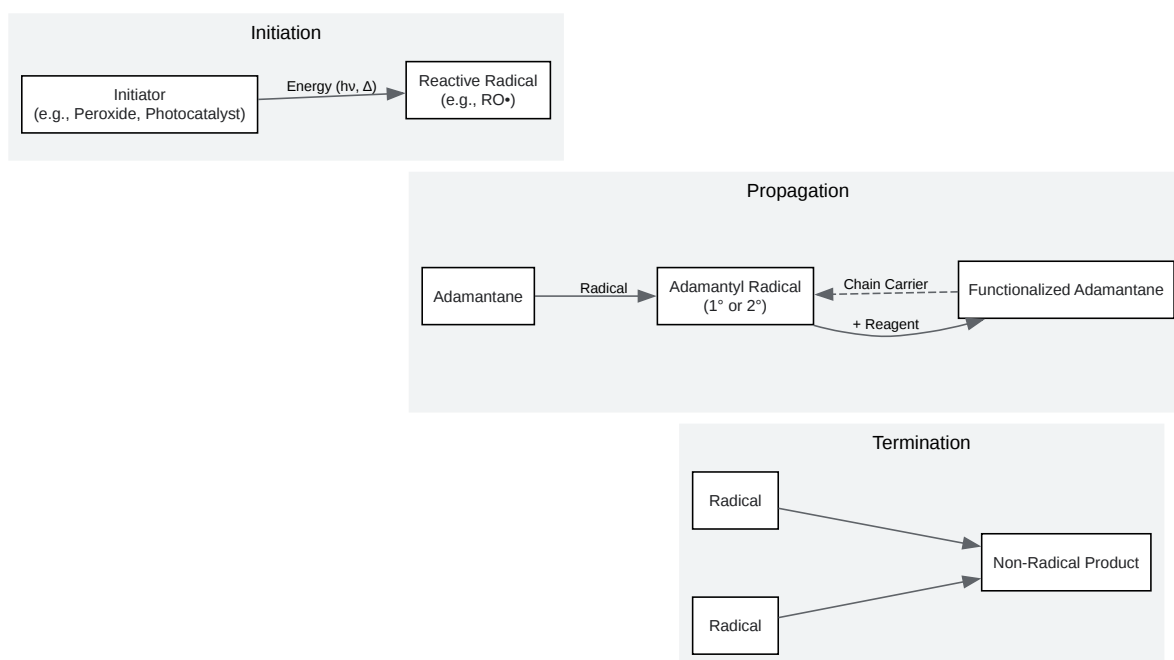 Initiation
Initiator
(e.g., Peroxide, Photocatalyst)
Energy (hν, Δ)
Reactive Radical
(e.g., RO•)
Propagation
Adamantane
Radical
Adamantyl Radical
(1° or 2°)
Chain Carrier
+ Reagent
Functionalized Adamantane
Termination
Radical
Radical
Non-Radical Product